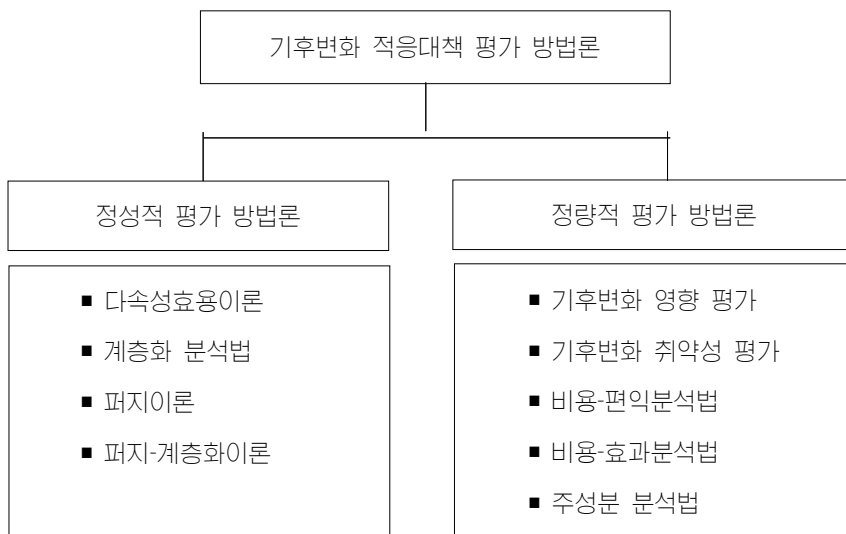 기후변화 적응대책 평가 방법론
정성적 평가 방법론
■ 다속성효용이론
■ 계층화 분석법
■ 퍼지이론
■ 퍼지-계층화이론
정량적 평가 방법론
■ 기후변화 영향 평가
■ 기후변화 취약성 평가
■ 비용-편익분석법
■ 비용-효과분석법
■ 주성분 분석법